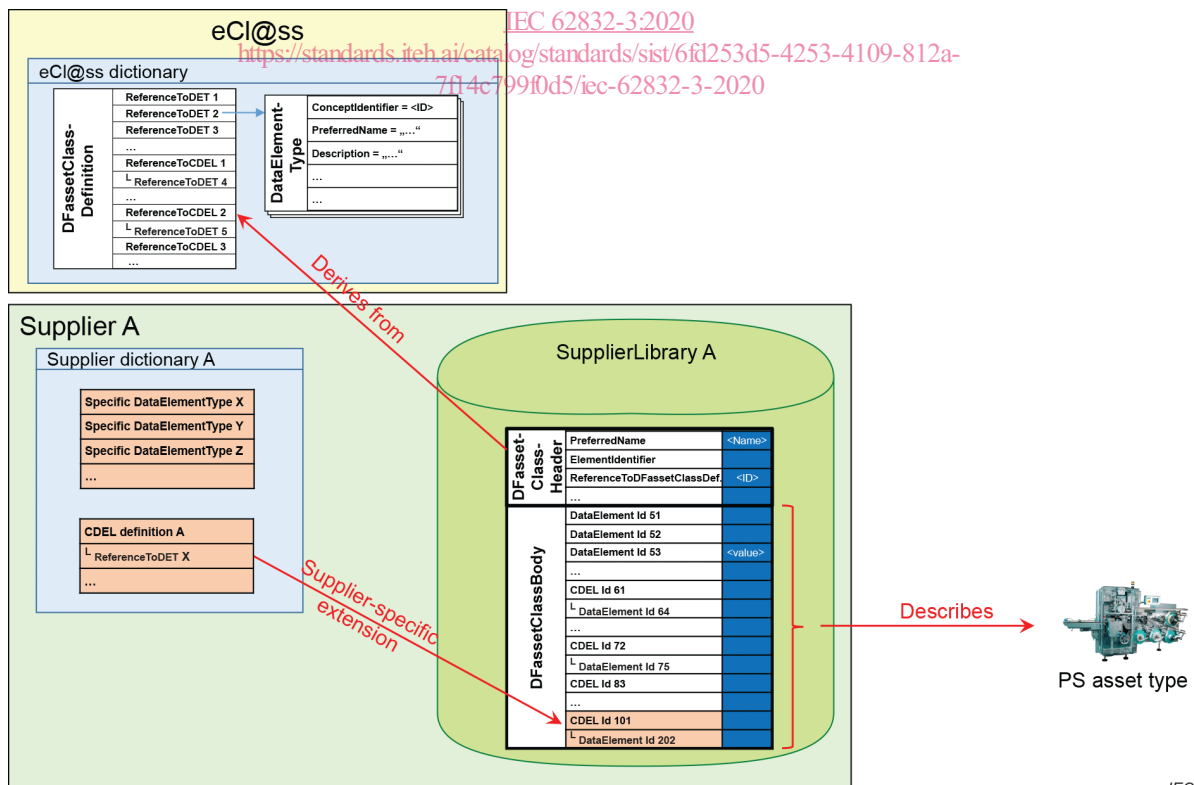 IEC 62832-3:2020
https://standards.iteh.ai/catalog/standards/sist/6fd253d5-4253-4109-812a-
7f14c799f0d5/iec-62832-3-2020
eCl@ss
eCl@ss dictionary
DFassetClass-
Definition
ReferenceToDET 1
ReferenceToDET 2
ReferenceToDET 3
...
ReferenceToCDEL 1
└ ReferenceToDET 4
...
ReferenceToCDEL 2
└ ReferenceToDET 5
ReferenceToCDEL 3
...
DataElement-
Type
ConceptIdentifier = <ID>
PreferredName = „...“
Description = „...“
...
...
Derives from
Supplier A
Supplier dictionary A
Specific DataElementType X
Specific DataElementType Y
Specific DataElementType Z
...
CDEL definition A
└ ReferenceToDET X
...
Supplier-specific
extension
SupplierLibrary A
DFasset-
Class-
Header
PreferredName <Name>
ElementIdentifier
ReferenceToDFassetClassDef. <ID>
...
DFassetClassBody
DataElement Id 51
DataElement Id 52
DataElement Id 53 <value>
...
CDEL Id 61
└ DataElement Id 64
...
CDEL Id 72
└ DataElement Id 75
CDEL Id 83
...
CDEL Id 101
└ DataElement Id 202
Describes
PS asset type